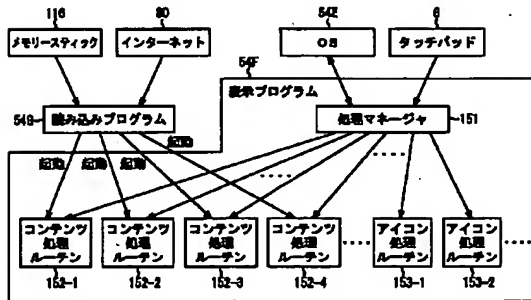 116
80
54E
6
メモリースティック
インターネット
OS
タッチパッド
54F
表示プログラム
54G
読み込みプログラム
処理マネージャ
151
起動
起動
起動
起動
コンテンツ
処理
ルーテン
コンテンツ
処理
ルーチン
コンテンツ
処理
ルーチン
コンテンツ
処理
ルーチン
アイコン
処理
ルーチン
アイコン
処理
ルーチン
152-1
152-2
152-3
152-4
153-1
153-2